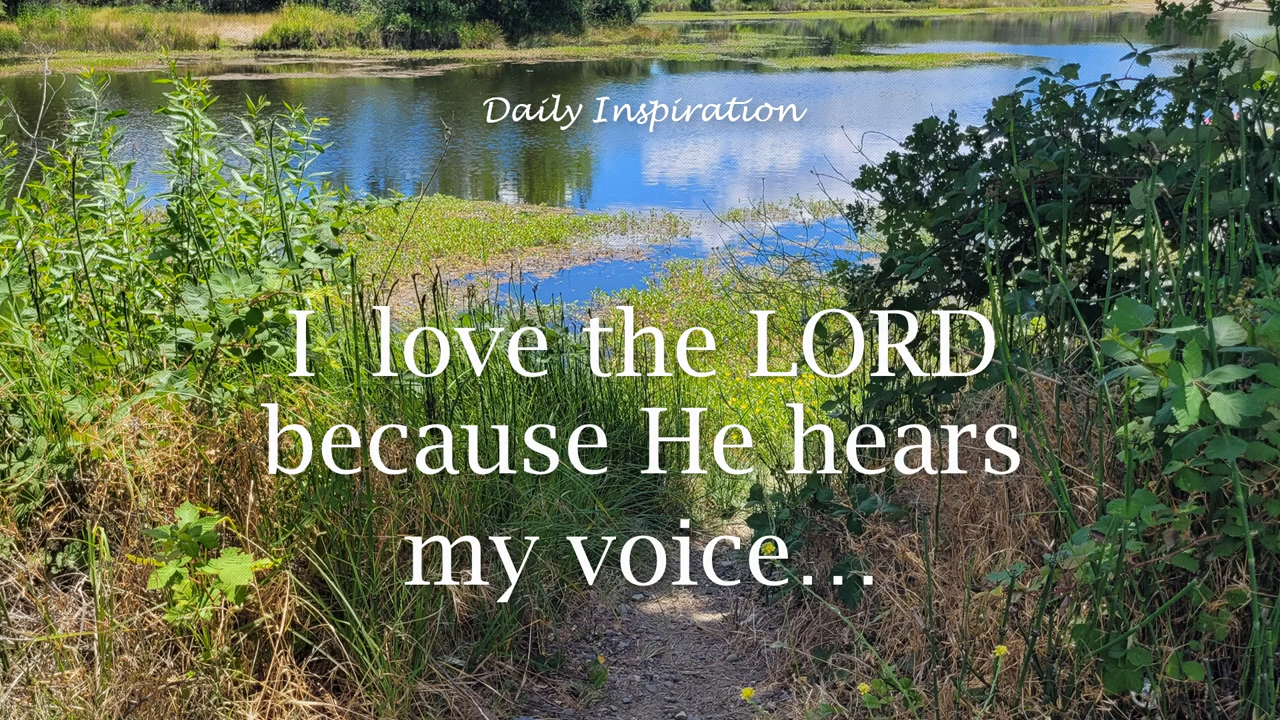 Daily Inspiration
I love the LORD
because He hears
my voice...